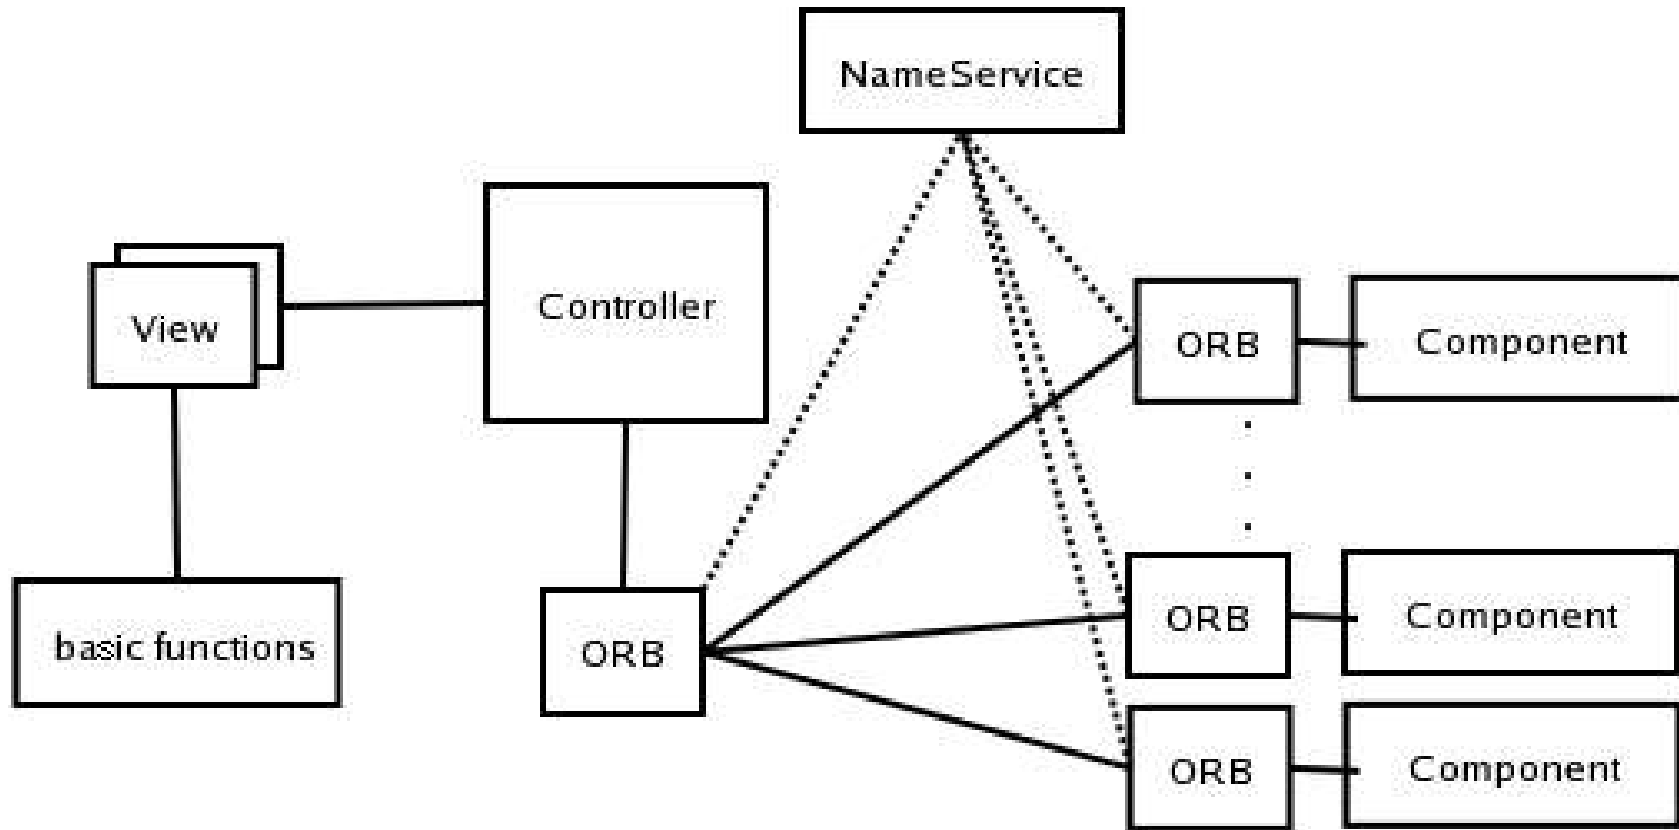 NameService
Controller
View
ORB
Component
basic functions
ORB
ORB
Component
ORB
Component